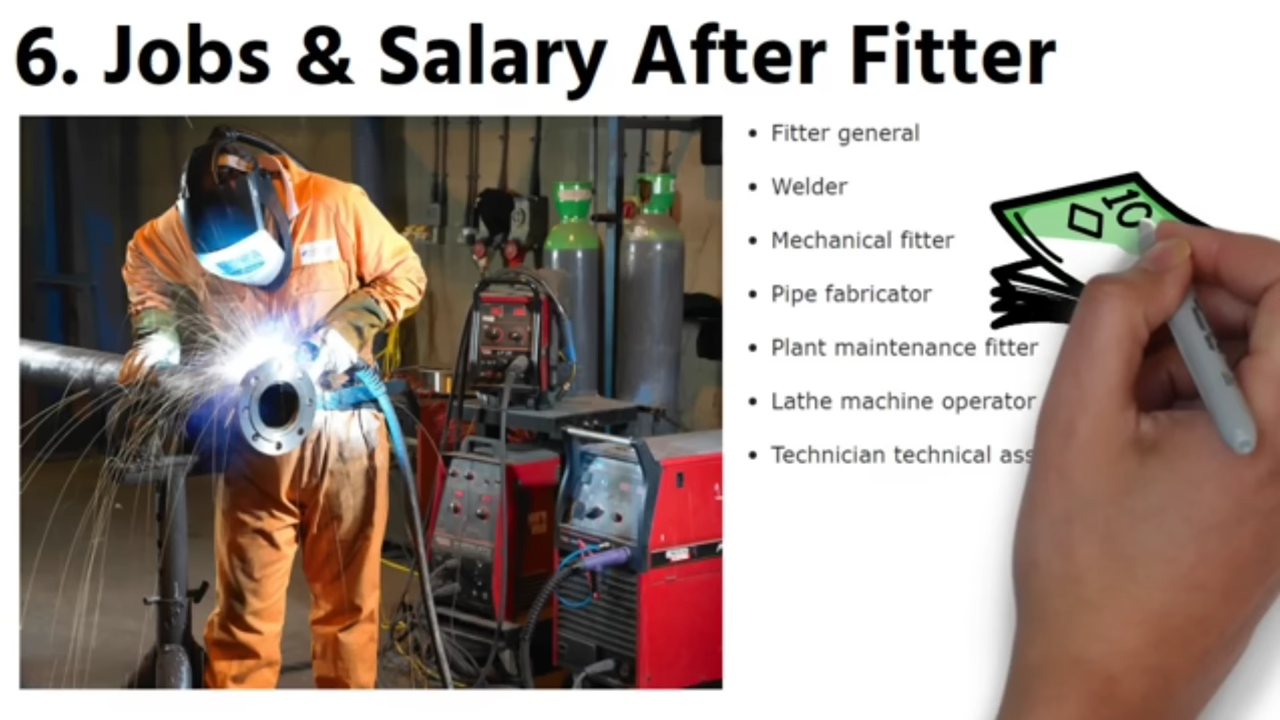 6. Jobs & Salary After Fitter
• Fitter general
• Welder
• Mechanical fitter
• Pipe fabricator
• Plant maintenance fitter
• Lathe machine operator
• Technician technical
10